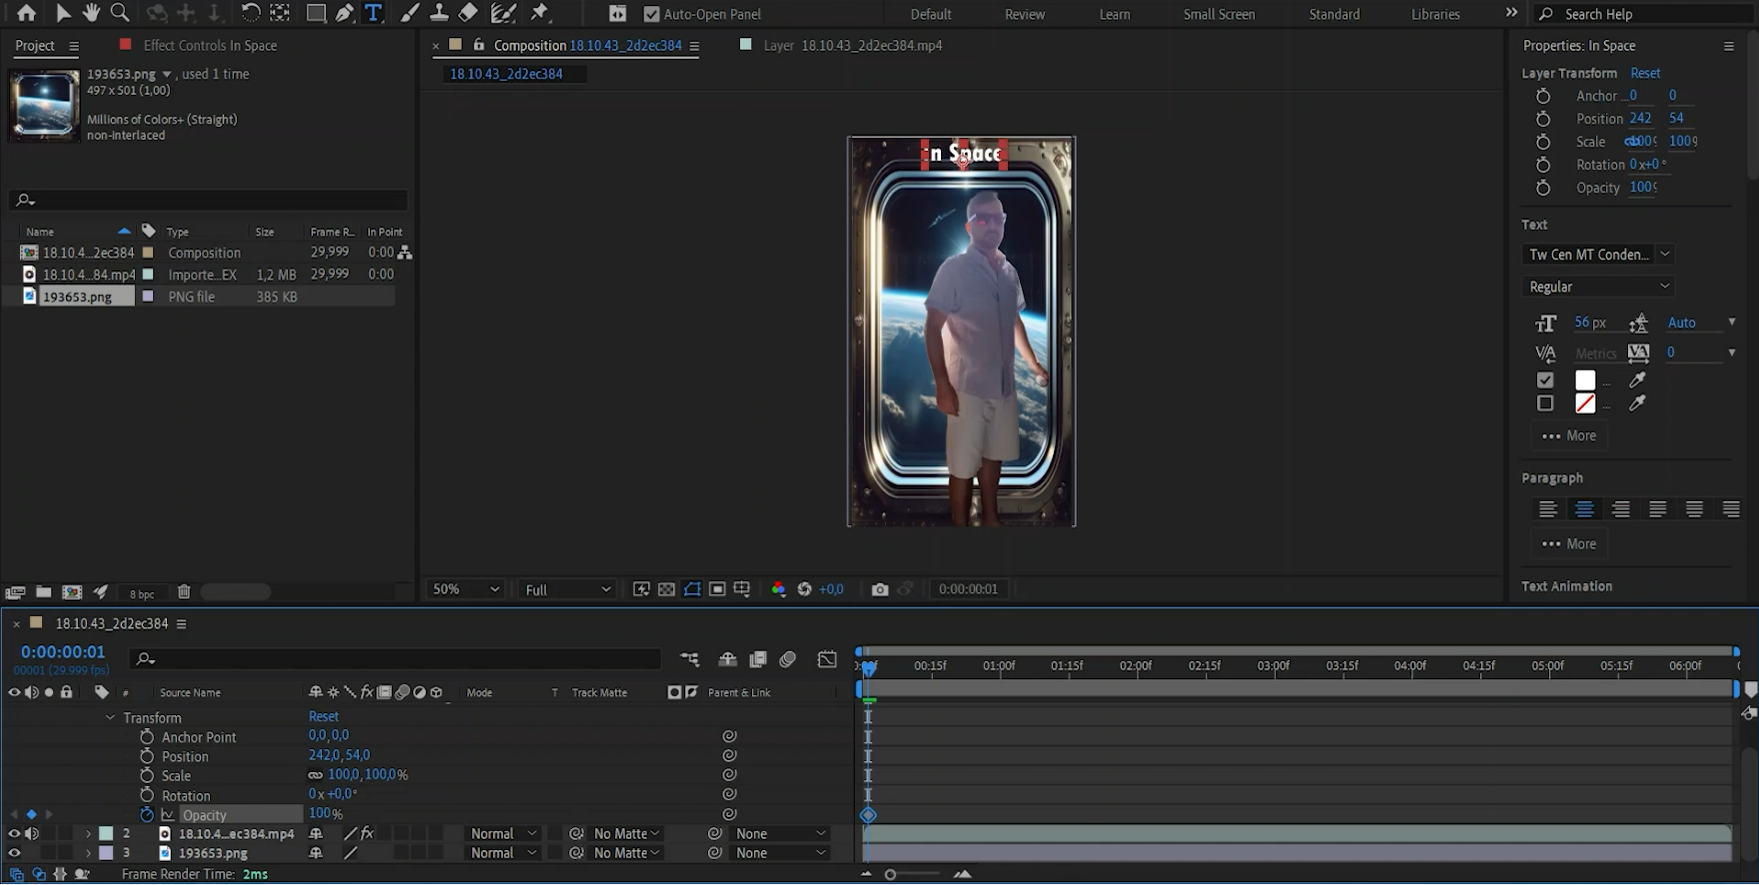 Auto-Open Panel
Default
Review
Learn
Small Screen
Standard
Libraries
Search Help
Project
Effect Controls In Space
193653.png , used 1 time
497 x 501 (1,00)
Millions of Colors+ (Straight)
non-interlaced
Name Type Size Frame R... In Point
18.10.4...2ec384 Composition 29,999 0:00
18.10.4...84.mp4 Importe...EX 1,2 MB 29,999 0:00
193653.png PNG file 385 KB
8 bpc
Composition 18.10.43_2d2ec384
Layer 18.10.43_2d2ec384.mp4
18.10.43_2d2ec384
In Space
50% Full +0,0 0:00:00:01
Properties: In Space
Layer Transform Reset
Anchor ... 0 0
Position 242 54
Scale 100% 100%
Rotation 0x+0°
Opacity 100%
Text
Tw Cen MT Conden...
Regular
56 px Auto
Metrics 0
... More
Paragraph
... More
Text Animation
18.10.43_2d2ec384
0:00:00:01
00001 (29.999 fps)
# Source Name Mode T Track Matte Parent & Link
0:00f 00:15f 01:00f 01:15f 02:00f 02:15f 03:00f 03:15f 04:00f 04:15f 05:00f 05:15f 06:00f
Transform Reset
Anchor Point 0,0,0,0
Position 242,0,54,0
Scale 100,0,100,0%
Rotation 0x+0,0°
Opacity 100%
2 18.10.4...ec384.mp4 Normal No Matte None
3 193653.png Normal No Matte None
Frame Render Time: 2ms